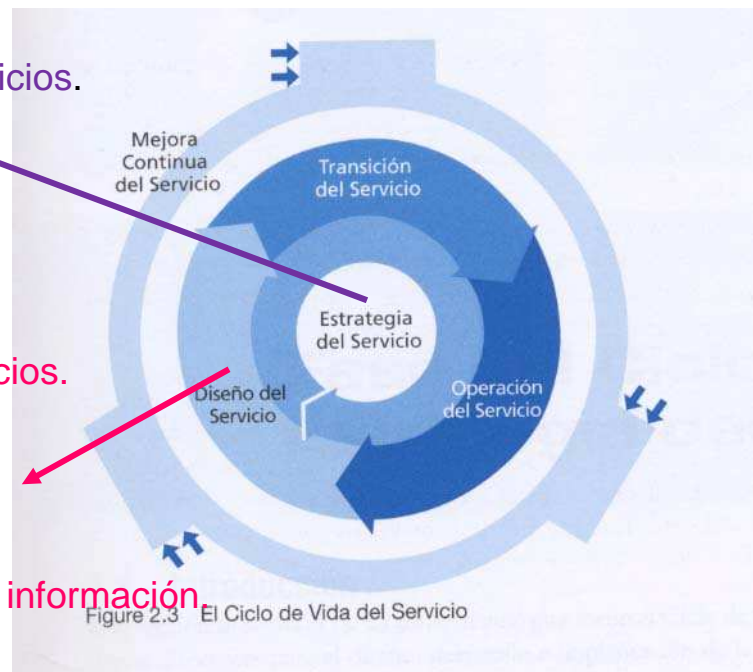 icios.
Mejora
Continua
del Servicio
Transición
del Servicio
Estrategia
del Servicio
cios.
Diseño del
Servicio
Operación
del Servicio
información.
Figure 2.3 El Ciclo de Vida del Servicio